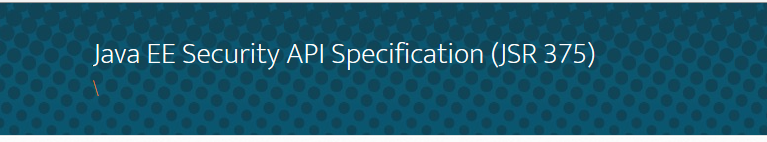 Java EE Security API Specification (JSR 375)
\